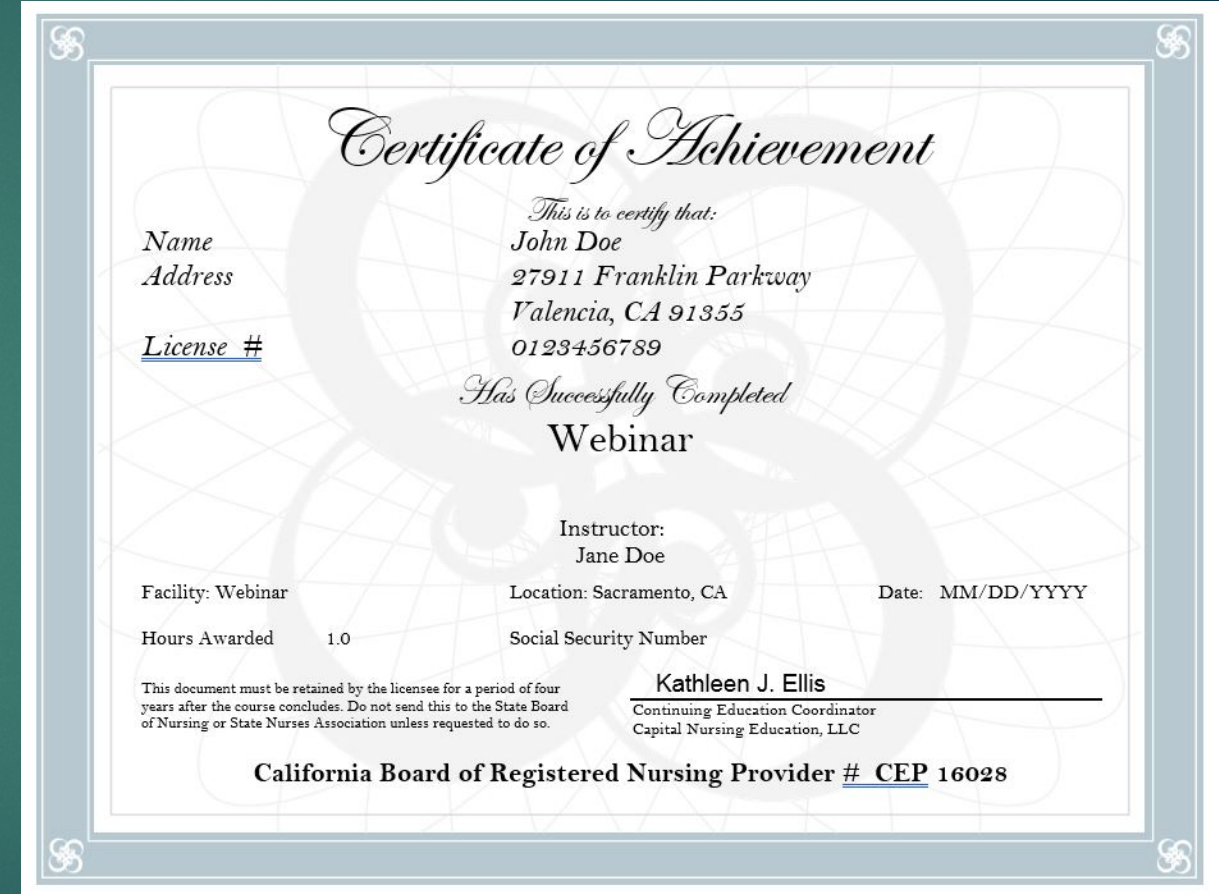 Certificate of Achievement
This is to certify that:
Name John Doe
Address 27911 Franklin Parkway
Valencia, CA 91355
License # 0123456789
Has Successfully Completed
Webinar
Instructor:
Jane Doe
Facility: Webinar Location: Sacramento, CA Date: MM/DD/YYYY
Hours Awarded 1.0 Social Security Number
This document must be retained by the licensee for a period of four
years after the course concludes. Do not send this to the State Board
of Nursing or State Nurses Association unless requested to do so.
Kathleen J. Ellis
Continuing Education Coordinator
Capital Nursing Education, LLC
California Board of Registered Nursing Provider # CEP 16028